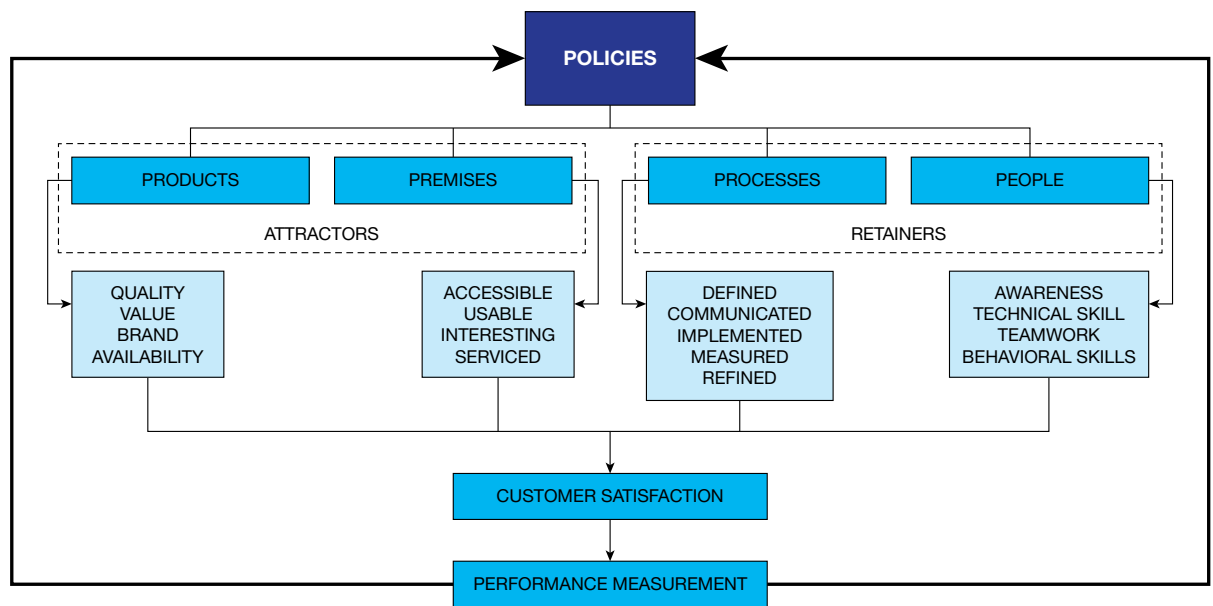 POLICIES
PRODUCTS
PREMISES
PROCESSES
PEOPLE
ATTRACTORS
RETAINERS
QUALITY
VALUE
BRAND
AVAILABILITY
ACCESSIBLE
USABLE
INTERESTING
SERVICED
DEFINED
COMMUNICATED
IMPLEMENTED
MEASURED
REFINED
AWARENESS
TECHNICAL SKILL
TEAMWORK
BEHAVIORAL SKILLS
CUSTOMER SATISFACTION
PERFORMANCE MEASUREMENT